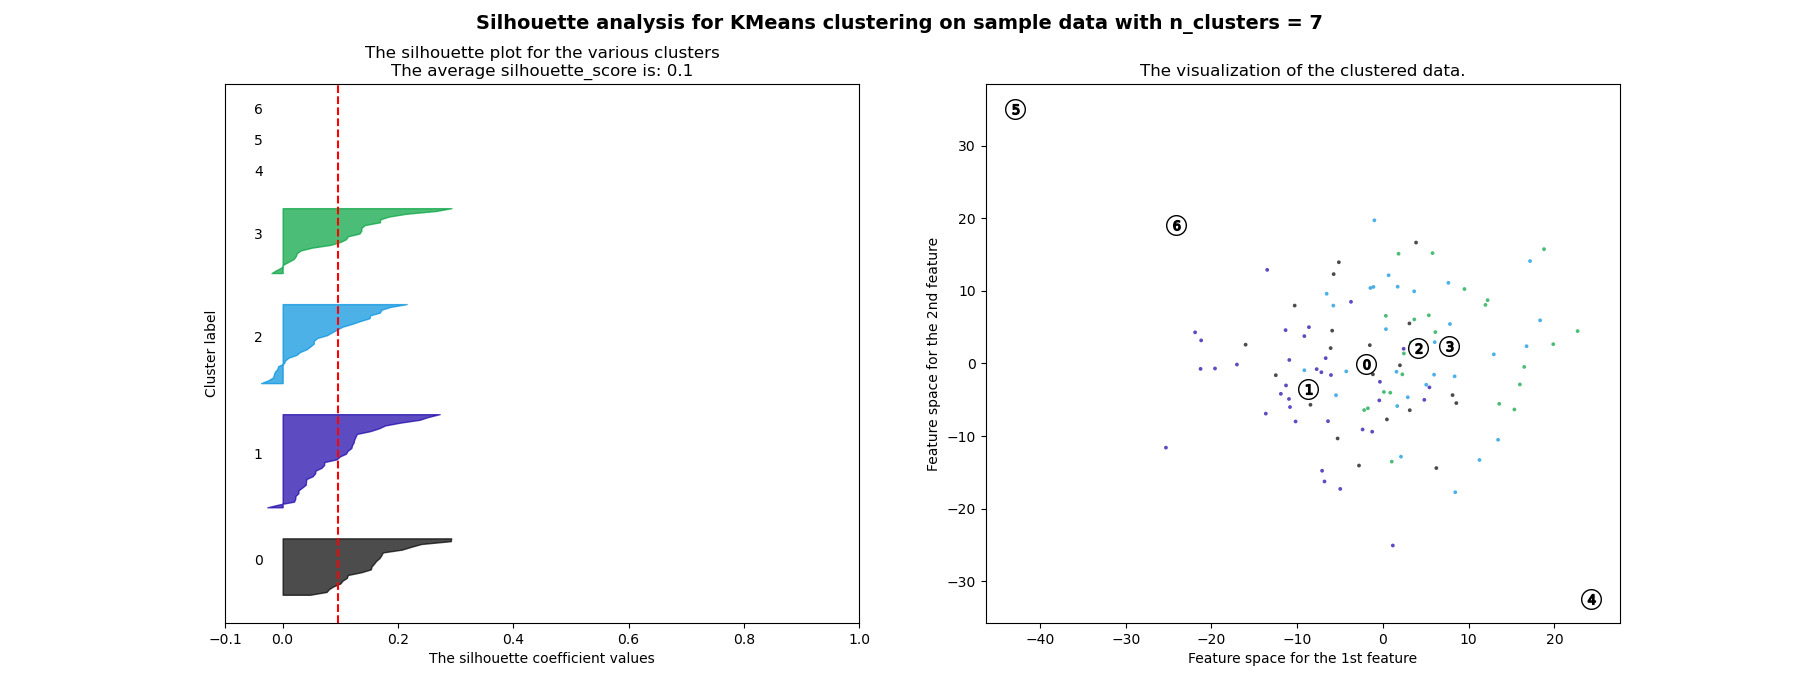 Silhouette analysis for KMeans clustering on sample data with n_clusters = 7
The silhouette plot for the various clusters
The average silhouette_score is: 0.1
6
5
4
3
2
1
0
Cluster label
−0.1 0.0 0.2 0.4 0.6 0.8 1.0
The silhouette coefficient values
The visualization of the clustered data.
5
6
2
3
0
1
4
30
20
10
0
−10
−20
−30
Feature space for the 2nd feature
−40 −30 −20 −10 0 10 20
Feature space for the 1st feature